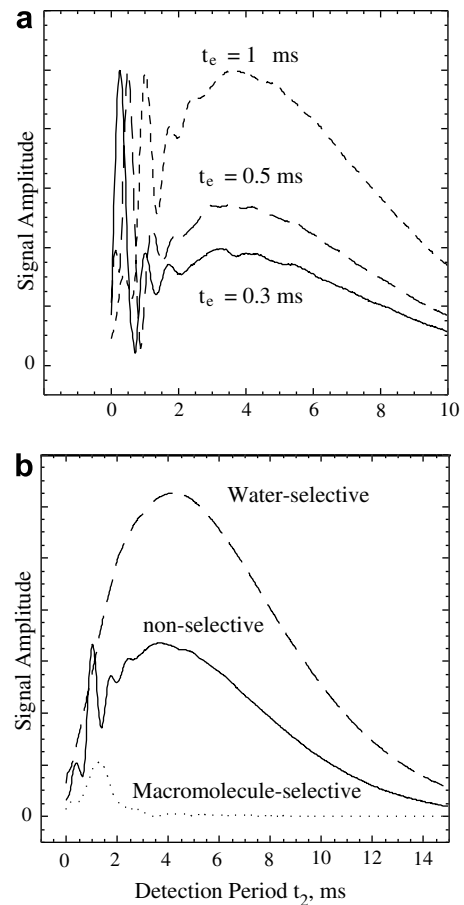 a
t_e = 1 ms
t_e = 0.5 ms
t_e = 0.3 ms
Signal Amplitude
0
0 2 4 6 8 10
b
Water-selective
non-selective
Macromolecule-selective
Signal Amplitude
0
0 2 4 6 8 10 12 14
Detection Period t_2, ms